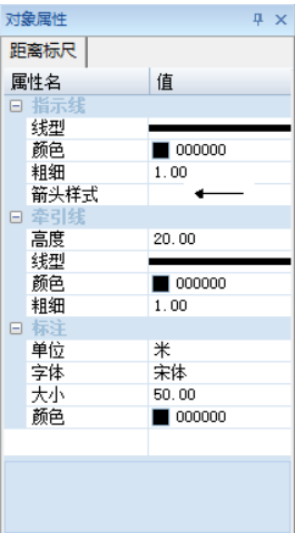 对象属性
距离标尺
属性名 值
指示线
线型
颜色 000000
粗细 1.00
箭头样式
牵引线
高度 20.00
线型
颜色 000000
粗细 1.00
标注
单位 米
字体 宋体
大小 50.00
颜色 000000